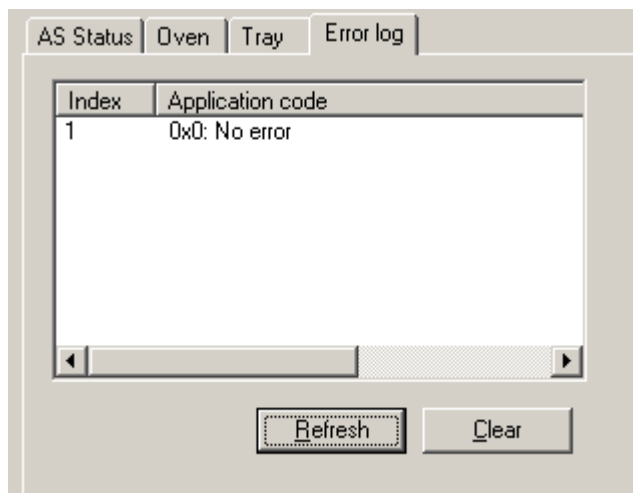 AS Status Oven Tray Error log
Index Application code
1 0x0: No error
Refresh Clear